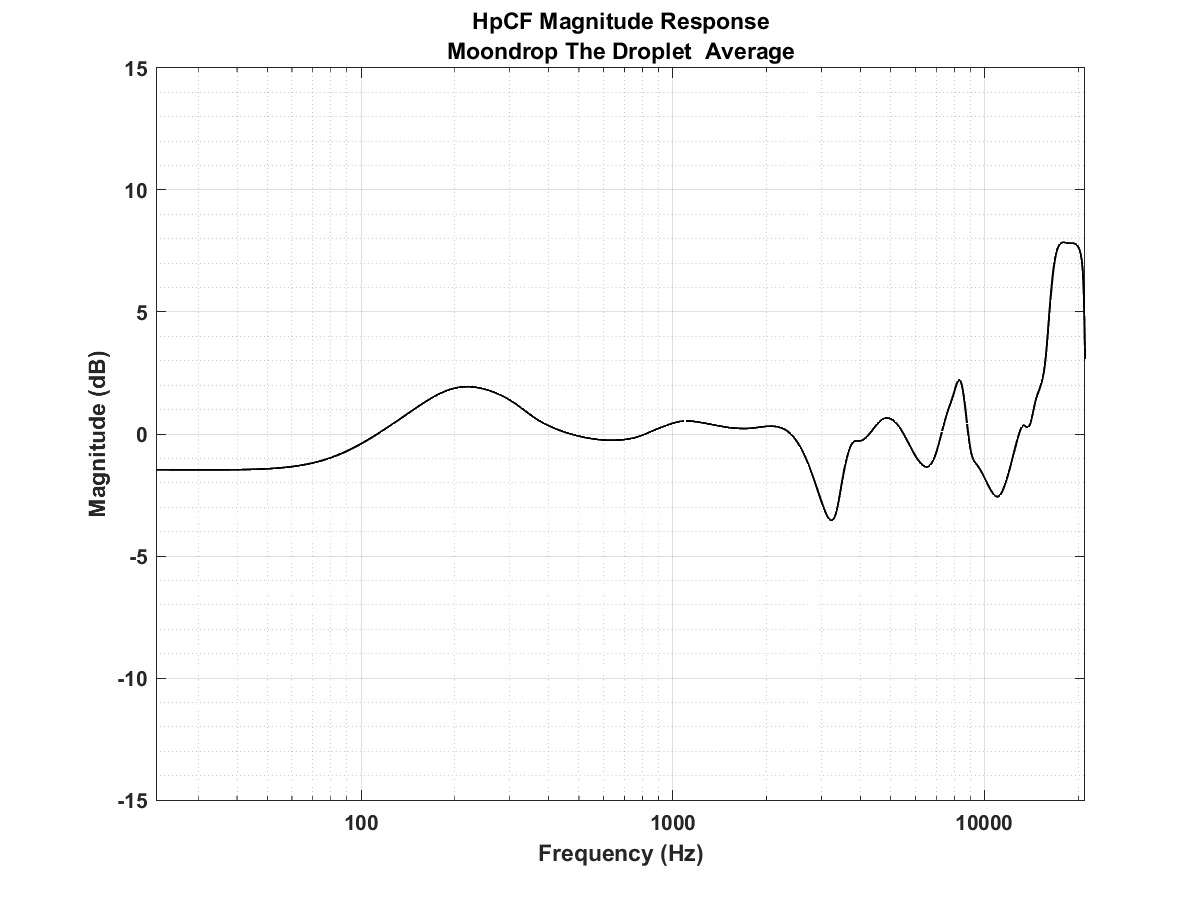 HpCF Magnitude Response
Moondrop The Droplet  Average
15
10
5
0
-5
-10
-15
Magnitude (dB)
100
1000
10000
Frequency (Hz)